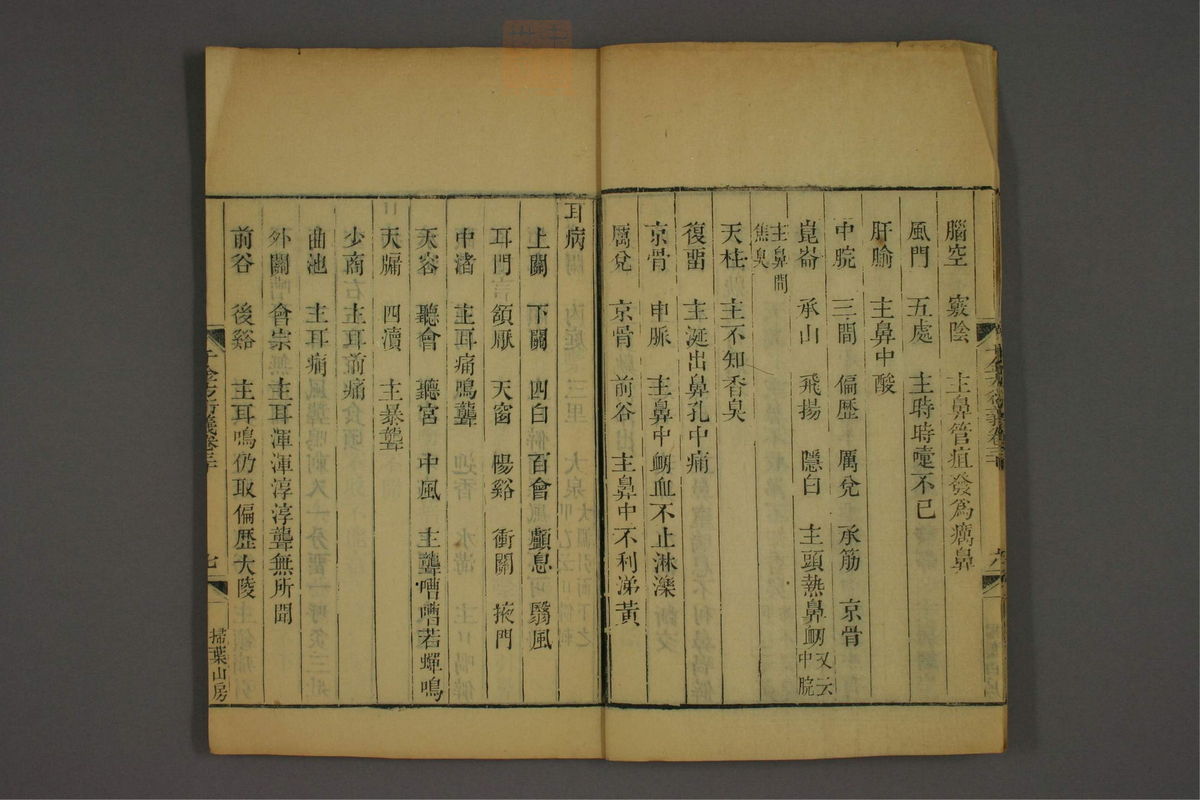 腦空 竅陰 主鼻管疽發為癘鼻
風門 五處 主時時嚏不已
肝腧 主鼻中酸
中脘 三間 偏歷 厲兌 承筋 京骨
崑崙 承山 飛揚 隱白 主頭熱鼻衂又云中脘
主鼻間焦臭
天柱 主不知香臭
復畱 主涎出鼻孔中痛
京骨 申脈 主鼻中衂血不止淋濼
厲兌 京骨 前谷 主鼻中不利涕黃
耳病
上關 下關 四白 百會 顱息 翳風
耳門 頷厭 天窗 陽谿 衝關 掖門
中渚 主耳痛鳴聾
天容 聽會 聽宮 中風 主聾嘈嘈若蟬鳴
天牖 四瀆 主暴聾
少商 主耳前痛
曲池 主耳痛
外關 會宗 主耳渾渾淳淳聾無所聞
前谷 後谿 主耳鳴仍取偏歷大陵
七
掃葉山房